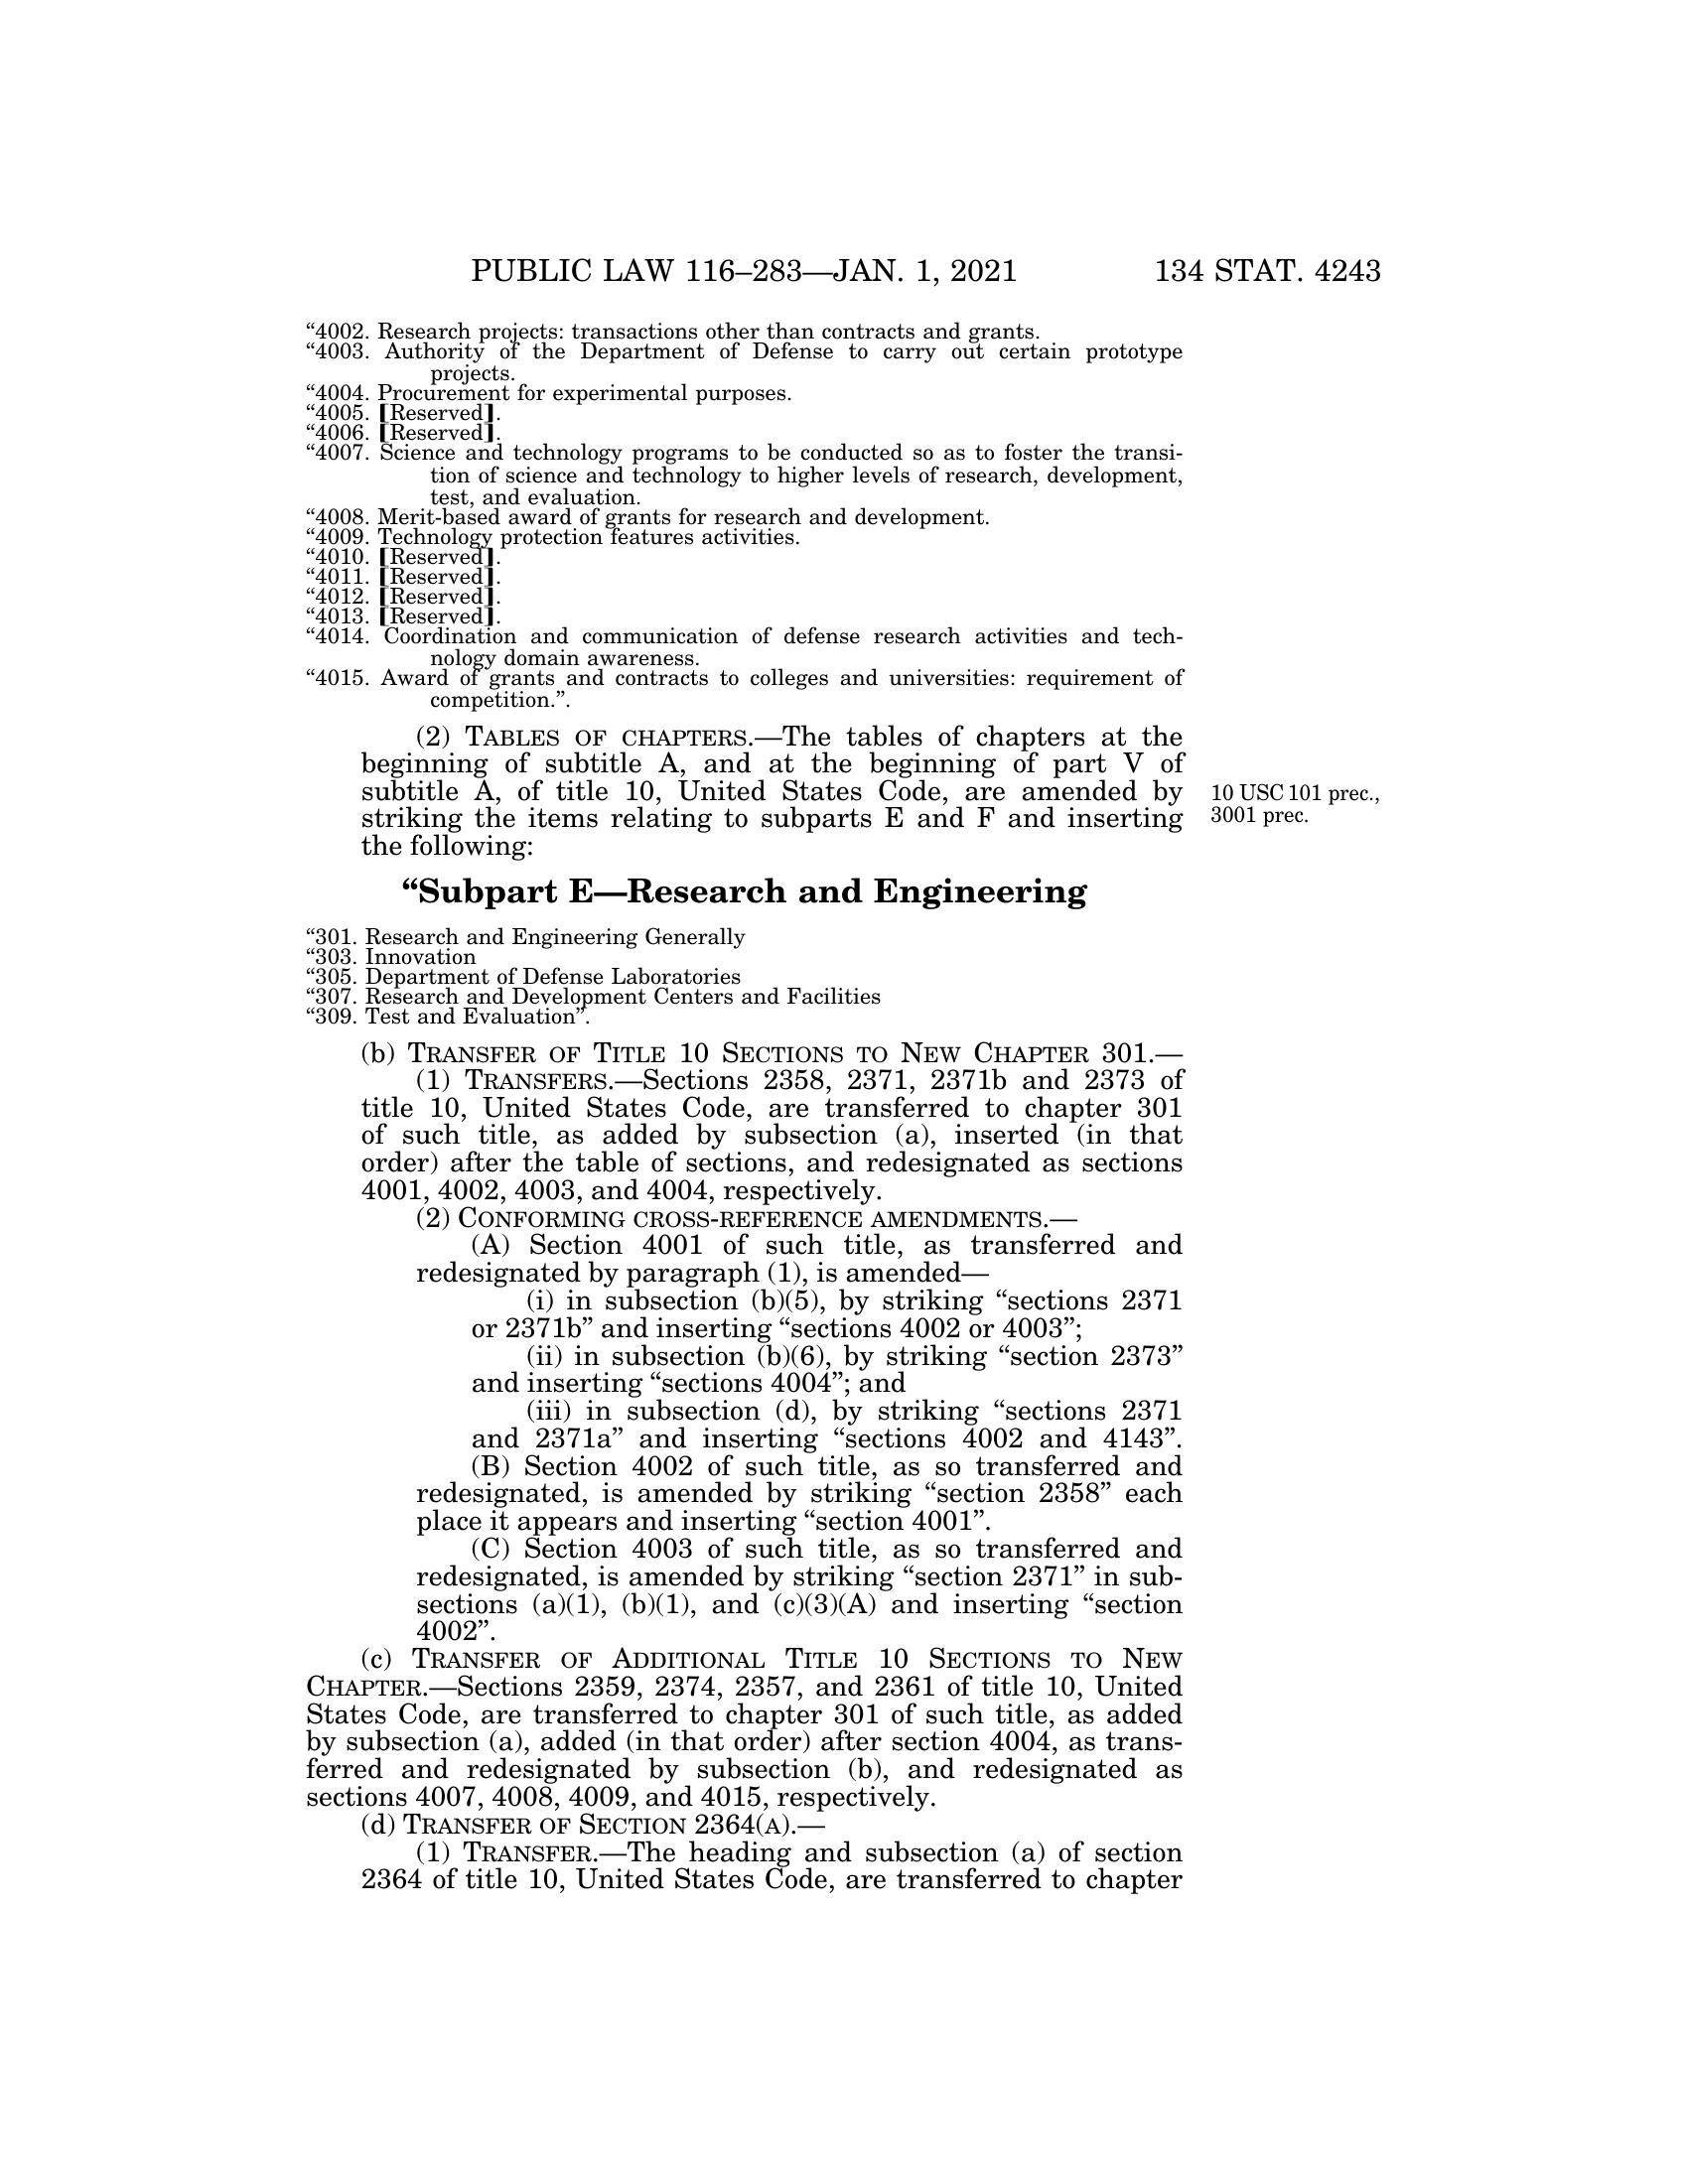 PUBLIC LAW 116–283—JAN. 1, 2021 134 STAT. 4243
“4002. Research projects: transactions other than contracts and grants.
“4003. Authority of the Department of Defense to carry out certain prototype
projects.
“4004. Procurement for experimental purposes.
“4005. [Reserved].
“4006. [Reserved].
“4007. Science and technology programs to be conducted so as to foster the transi-
tion of science and technology to higher levels of research, development,
test, and evaluation.
“4008. Merit-based award of grants for research and development.
“4009. Technology protection features activities.
“4010. [Reserved].
“4011. [Reserved].
“4012. [Reserved].
“4013. [Reserved].
“4014. Coordination and communication of defense research activities and tech-
nology domain awareness.
“4015. Award of grants and contracts to colleges and universities: requirement of
competition.”.
(2) TABLES OF CHAPTERS.—The tables of chapters at the
beginning of subtitle A, and at the beginning of part V of
subtitle A, of title 10, United States Code, are amended by
striking the items relating to subparts E and F and inserting
the following:
10 USC 101 prec.,
3001 prec.
“Subpart E—Research and Engineering
“301. Research and Engineering Generally
“303. Innovation
“305. Department of Defense Laboratories
“307. Research and Development Centers and Facilities
“309. Test and Evaluation”.
(b) TRANSFER OF TITLE 10 SECTIONS TO NEW CHAPTER 301.—
(1) TRANSFERS.—Sections 2358, 2371, 2371b and 2373 of
title 10, United States Code, are transferred to chapter 301
of such title, as added by subsection (a), inserted (in that
order) after the table of sections, and redesignated as sections
4001, 4002, 4003, and 4004, respectively.
(2) CONFORMING CROSS-REFERENCE AMENDMENTS.—
(A) Section 4001 of such title, as transferred and
redesignated by paragraph (1), is amended—
(i) in subsection (b)(5), by striking “sections 2371
or 2371b” and inserting “sections 4002 or 4003”;
(ii) in subsection (b)(6), by striking “section 2373”
and inserting “sections 4004”; and
(iii) in subsection (d), by striking “sections 2371
and 2371a” and inserting “sections 4002 and 4143”.
(B) Section 4002 of such title, as so transferred and
redesignated, is amended by striking “section 2358” each
place it appears and inserting “section 4001”.
(C) Section 4003 of such title, as so transferred and
redesignated, is amended by striking “section 2371” in sub-
sections (a)(1), (b)(1), and (c)(3)(A) and inserting “section
4002”.
(c) TRANSFER OF ADDITIONAL TITLE 10 SECTIONS TO NEW
CHAPTER.—Sections 2359, 2374, 2357, and 2361 of title 10, United
States Code, are transferred to chapter 301 of such title, as added
by subsection (a), added (in that order) after section 4004, as trans-
ferred and redesignated by subsection (b), and redesignated as
sections 4007, 4008, 4009, and 4015, respectively.
(d) TRANSFER OF SECTION 2364(A).—
(1) TRANSFER.—The heading and subsection (a) of section
2364 of title 10, United States Code, are transferred to chapter